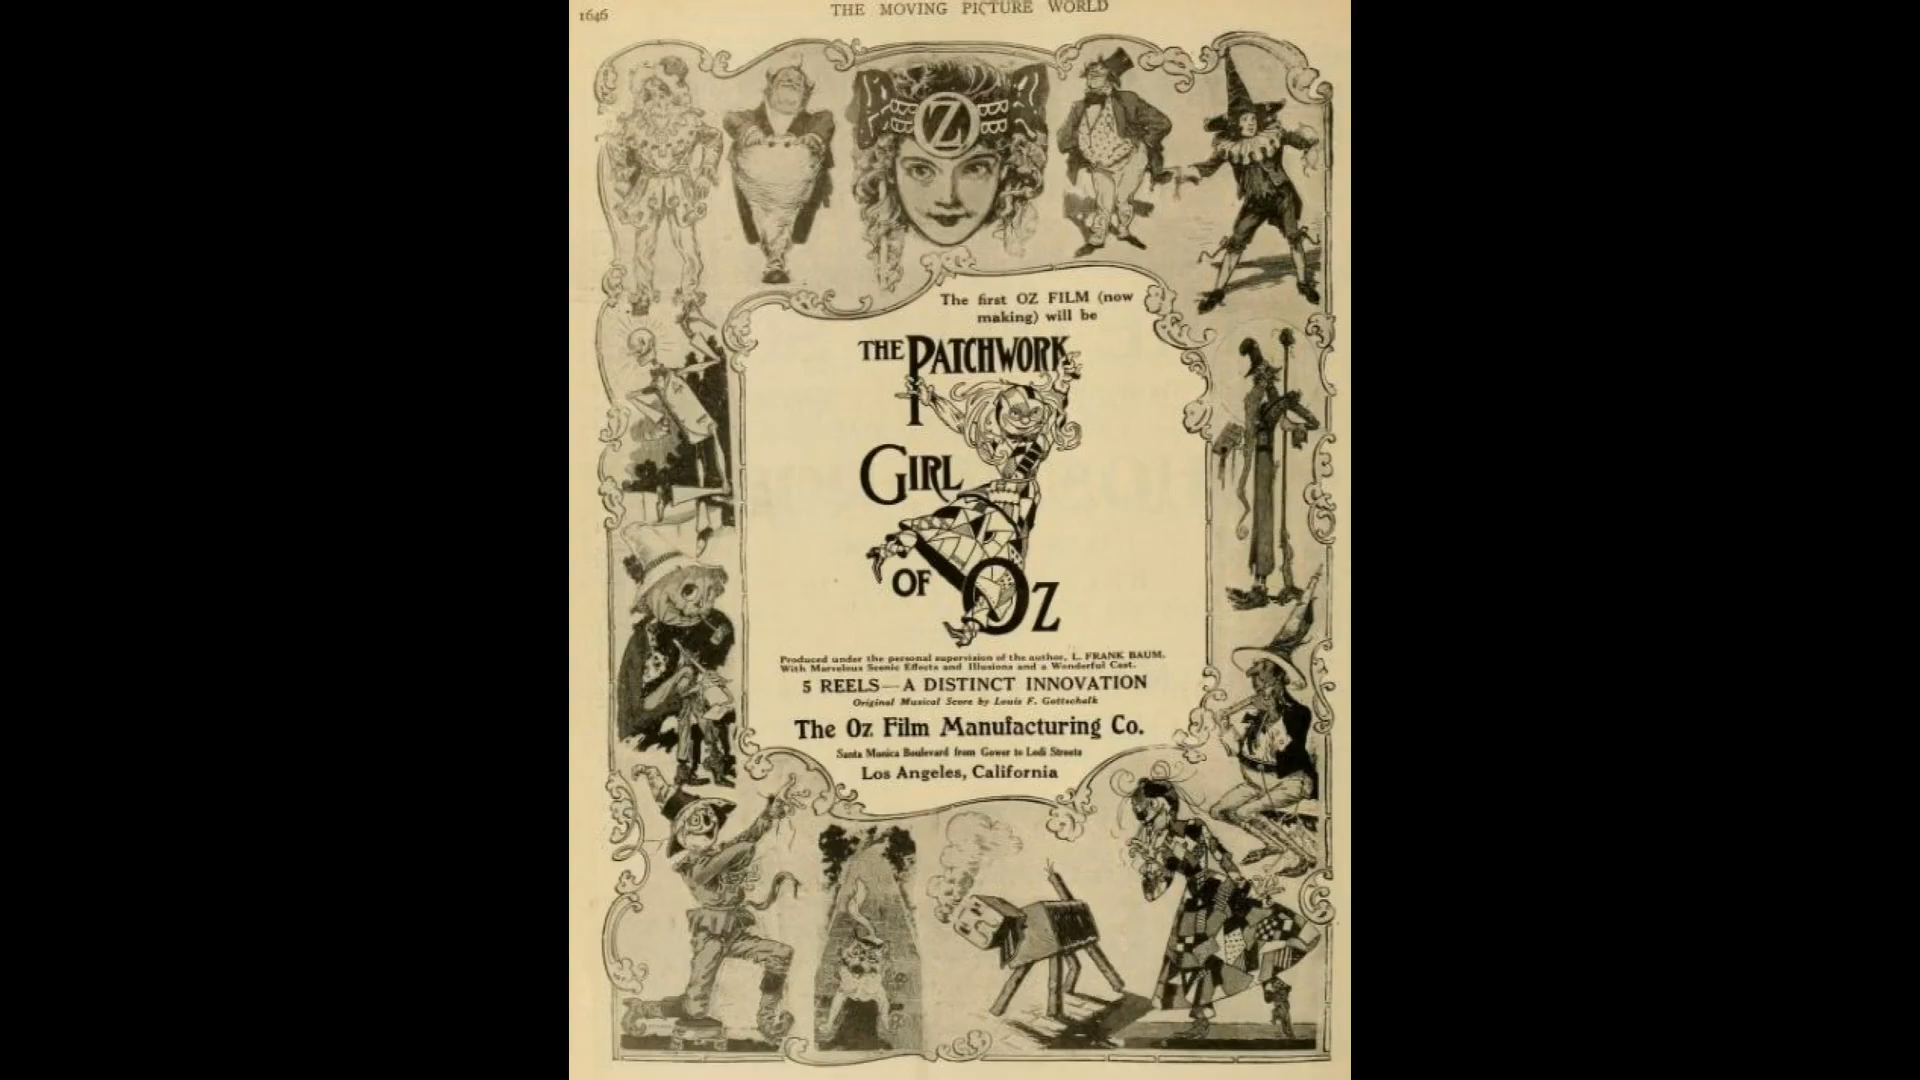 1646
THE MOVING PICTURE WORLD
OZ
The first OZ FILM (now
making) will be
THE PATCHWORK
GIRL
OF OZ
Produced under the personal supervision of the author, L. FRANK BAUM.
With Marvelous Scenic Effects and Illusions and a Wonderful Cast.
5 REELS—A DISTINCT INNOVATION
Original Musical Score by Louis F. Gottschalk
The Oz Film Manufacturing Co.
Santa Monica Boulevard from Gower to Lodi Streets
Los Angeles, California